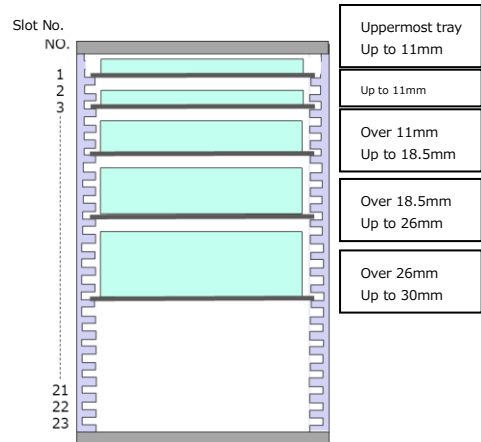 Slot No.
NO.
1
2
3
21
22
23
Uppermost tray
Up to 11mm
Up to 11mm
Over 11mm
Up to 18.5mm
Over 18.5mm
Up to 26mm
Over 26mm
Up to 30mm